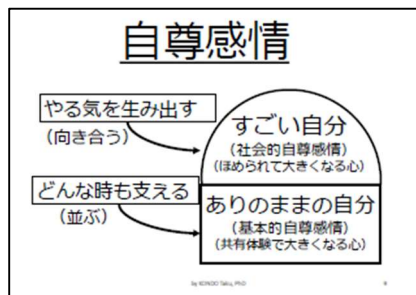 自尊感情
やる気を生み出す
(向き合う)
すごい自分
(社会的自尊感情)
(ほめられて大きくなる心)
どんな時も支える
(並ぶ)
ありのままの自分
(基本的自尊感情)
(共有体験で大きくなる心)
by KONDO Taku, PhD